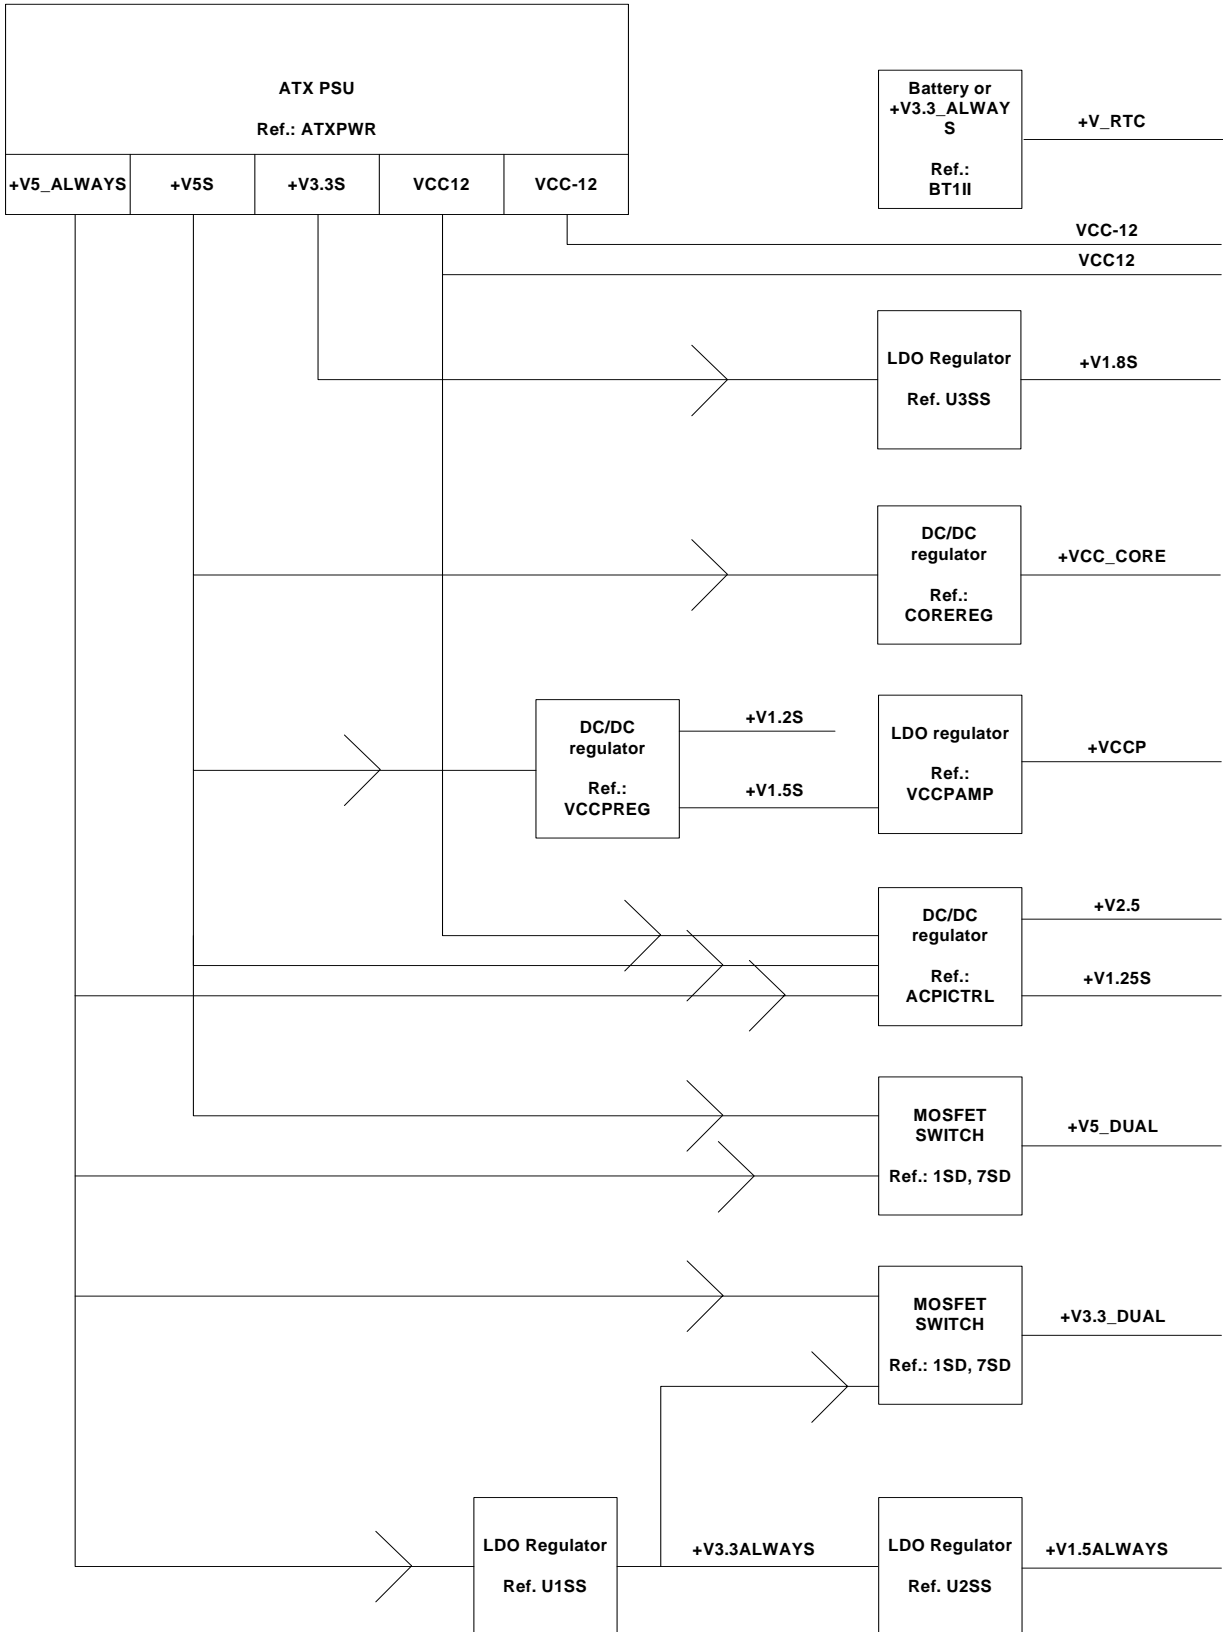 ATX PSU
Ref.: ATXPWR
+V5_ALWAYS
+V5S
+V3.3S
VCC12
VCC-12
Battery or
+V3.3_ALWAY
S
Ref.:
BT1II
+V_RTC
VCC-12
VCC12
LDO Regulator
Ref. U3SS
+V1.8S
DC/DC
regulator
Ref.:
COREREG
+VCC_CORE
DC/DC
regulator
Ref.:
VCCPREG
+V1.2S
+V1.5S
LDO regulator
Ref.:
VCCPAMP
+VCCP
DC/DC
regulator
Ref.:
ACPICTRL
+V2.5
+V1.25S
MOSFET
SWITCH
Ref.: 1SD, 7SD
+V5_DUAL
MOSFET
SWITCH
Ref.: 1SD, 7SD
+V3.3_DUAL
LDO Regulator
Ref. U1SS
+V3.3ALWAYS
LDO Regulator
Ref. U2SS
+V1.5ALWAYS